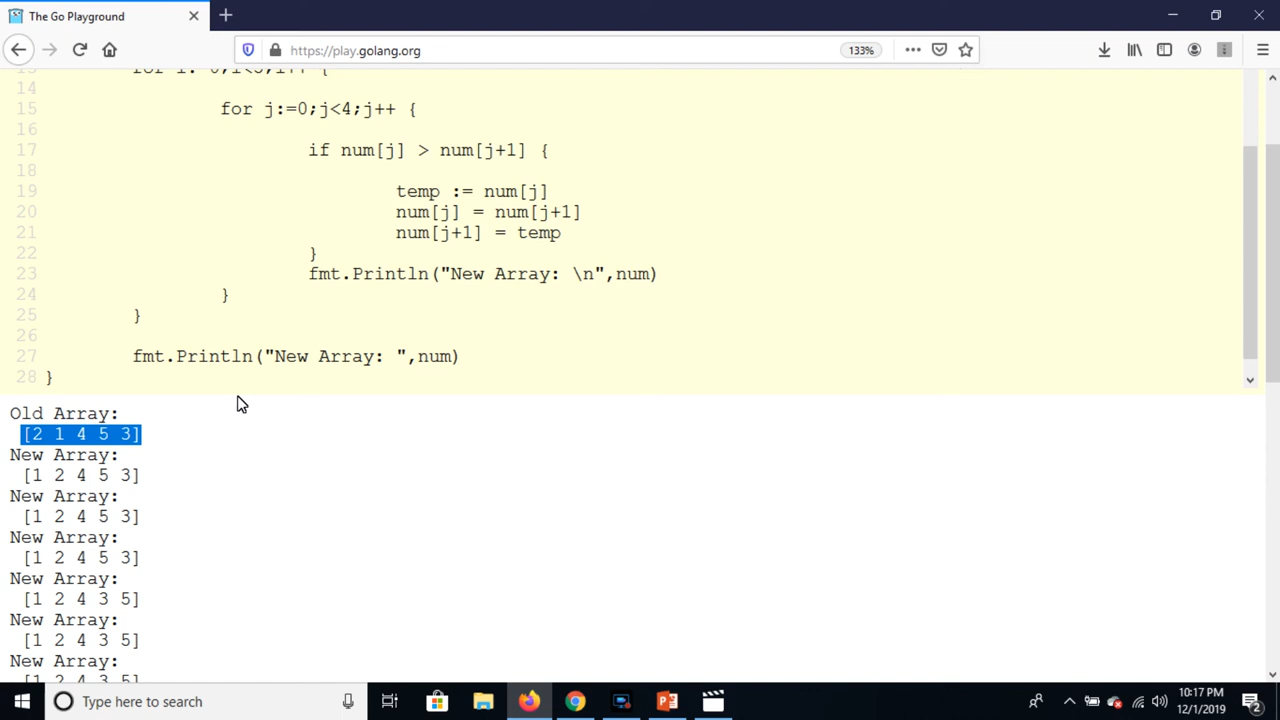 The Go Playground
https://play.golang.org
133%
14
15 for j:=0;j<4;j++ {
16
17 if num[j] > num[j+1] {
18
19 temp := num[j]
20 num[j] = num[j+1]
21 num[j+1] = temp
22 }
23 fmt.Println("New Array: \n",num)
24 }
25 }
26
27 fmt.Println("New Array: ",num)
28 }
Old Array:
[2 1 4 5 3]
New Array:
[1 2 4 5 3]
New Array:
[1 2 4 5 3]
New Array:
[1 2 4 5 3]
New Array:
[1 2 4 3 5]
New Array:
[1 2 4 3 5]
New Array:
Type here to search
10:17 PM
12/1/2019
2